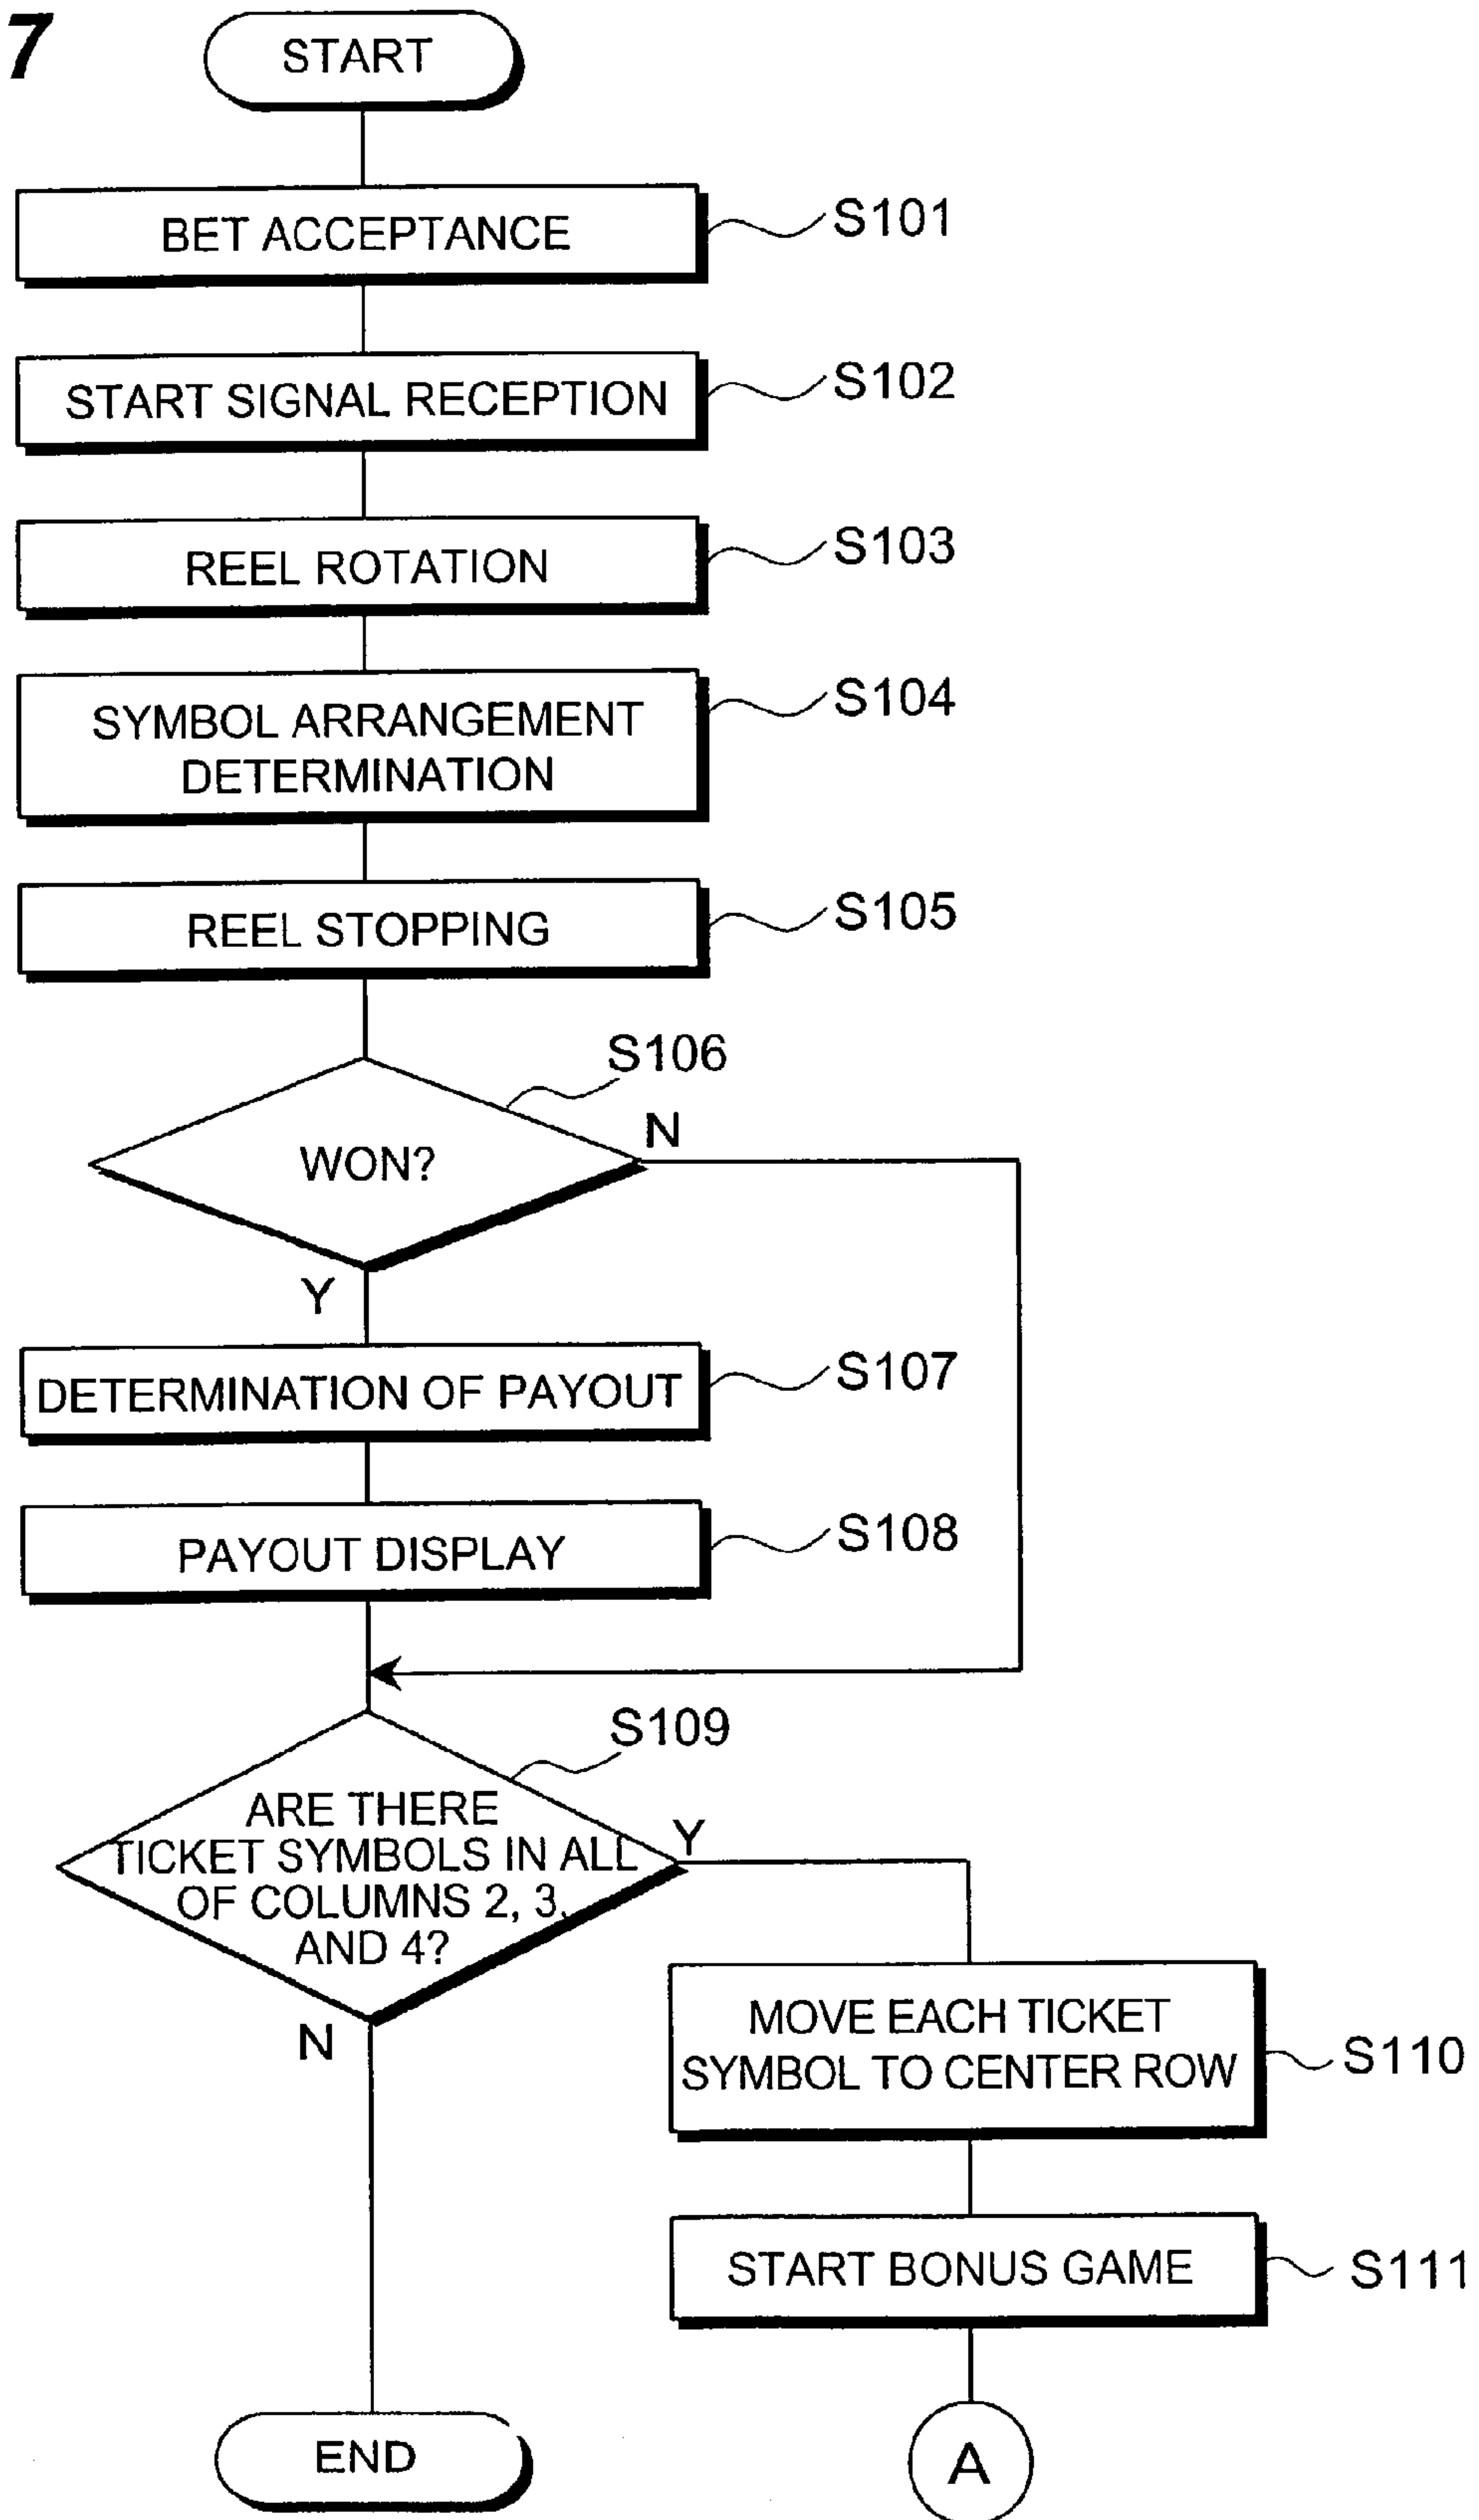 7
START
BET ACCEPTANCE
S101
START SIGNAL RECEPTION
S102
REEL ROTATION
S103
SYMBOL ARRANGEMENT
DETERMINATION
S104
REEL STOPPING
S105
S106
WON?
N
Y
DETERMINATION OF PAYOUT
S107
PAYOUT DISPLAY
S108
S109
ARE THERE
TICKET SYMBOLS IN ALL
OF COLUMNS 2, 3,
AND 4?
Y
N
MOVE EACH TICKET
SYMBOL TO CENTER ROW
S110
START BONUS GAME
S111
END
A